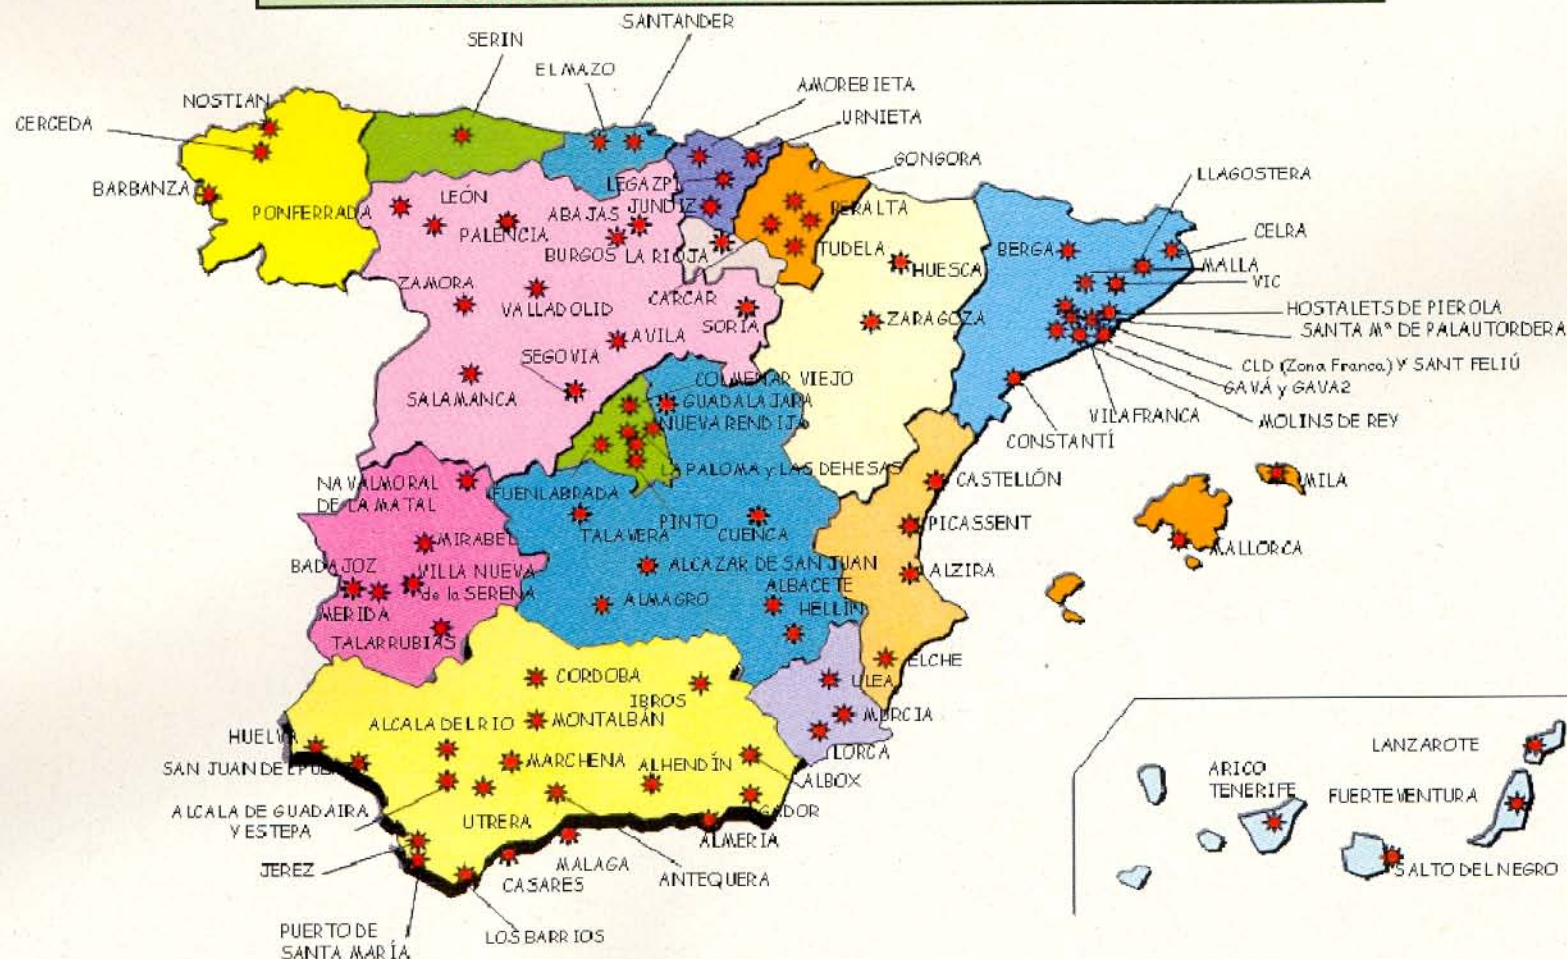 SANTANDER
SERIN
EL MAZO
AMOREBIETA
NOSTIAN
URNIETA
CERCEDA
GONGORA
LLAGOSTERA
BARBANZA
LEGAZPI
LEÓN
ABAJAS
JUNDIZ
PERALTA
PONFERRADA
PALENCIA
CELRA
BURGOS
LA RIOJA
TUDELA
BERGA
HUESCA
MALLA
VIC
ZAMORA
VALLADOLID
CARCAR
SORIA
ZARAGOZA
HOSTALETS DE PIEROLA
SANTA Mª DE PALAUTORDERA
AVILA
SEGOVIA
CLD (Zona Franca) Y SANT FELIÚ
COLMENAR VIEJO
GAVÁ y GAVA2
SALAMANCA
GUADALAJARA
VILAFRANCA
NUEVA RENDIJA
MOLINS DE REY
CONSTANTÍ
LA PALOMA y LAS DEHESAS
NAVALMORAL
DE LA MATAL
FUENLABRADA
CASTELLÓN
MILA
PINTO
PICASSENT
TALAVERA
CUENCA
MIRABEL
MALLORCA
BADAJOZ
VILLA NUEVA
de la SERENA
ALCAZAR DE SAN JUAN
ALZIRA
ALBACETE
MERIDA
ALMAGRO
HELLIN
TALARRUBIAS
ELCHE
CORDOBA
ULEA
IBROS
ALCALA DEL RIO
MONTALBÁN
MURCIA
HUELVA
LORCA
LANZAROTE
SAN JUAN DEL
MARCHENA
ALHENDÍN
ALBOX
ARICO
TENERIFE
FUERTEVENTURA
ALCALA DE GUADAIRA
Y ESTEPA
UTRERA
GADOR
ALMERIA
JEREZ
CASARES
MALAGA
ANTEQUERA
SALTO DEL NEGRO
PUERTO DE
SANTA MARÍA
LOS BARRIOS